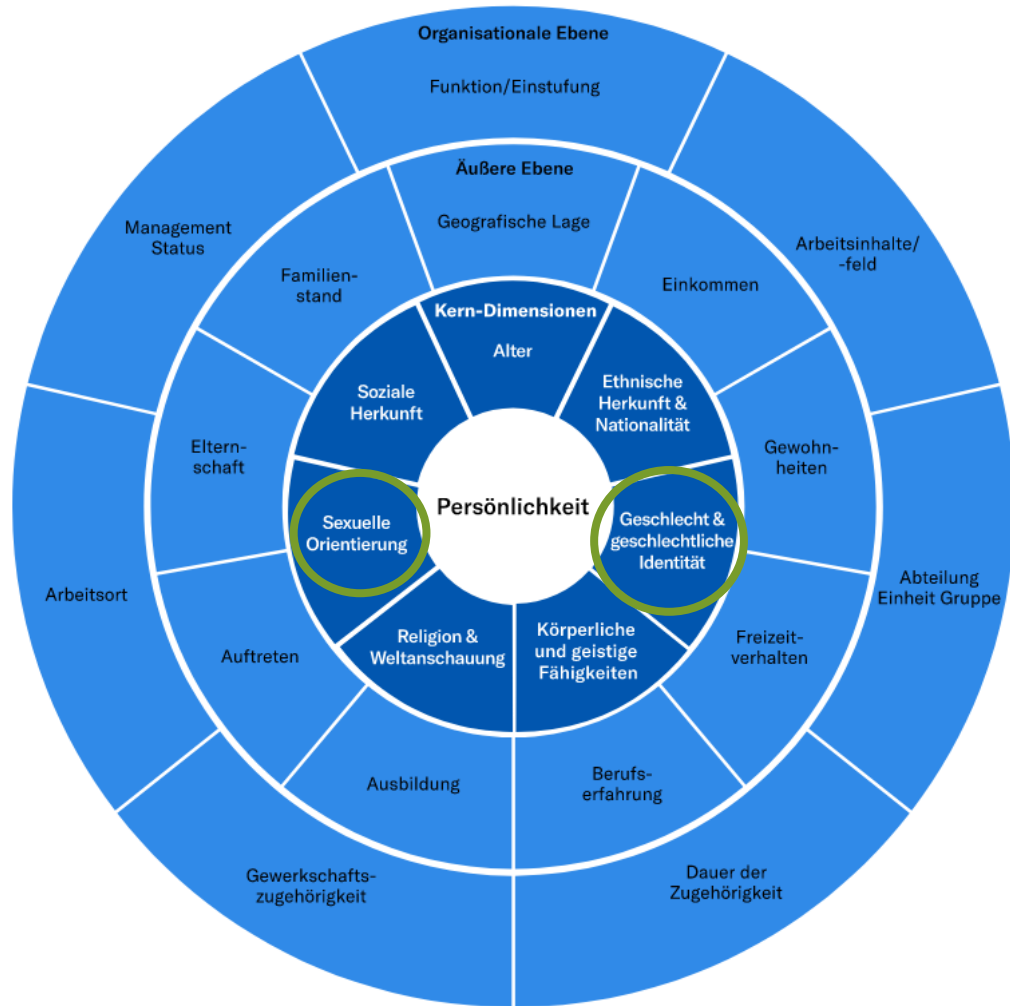 Organisationale Ebene
Funktion/Einstufung
Arbeitsinhalte/
-feld
Abteilung
Einheit Gruppe
Dauer der
Zugehörigkeit
Gewerkschafts-
zugehörigkeit
Arbeitsort
Management
Status
Äußere Ebene
Geografische Lage
Einkommen
Gewohn-
heiten
Freizeit-
verhalten
Berufs-
erfahrung
Ausbildung
Auftreten
Eltern-
schaft
Familien-
stand
Kern-Dimensionen
Alter
Ethnische
Herkunft &
Nationalität
Geschlecht &
geschlechtliche
Identität
Körperliche
und geistige
Fähigkeiten
Religion &
Weltanschauung
Sexuelle
Orientierung
Soziale
Herkunft
Persönlichkeit